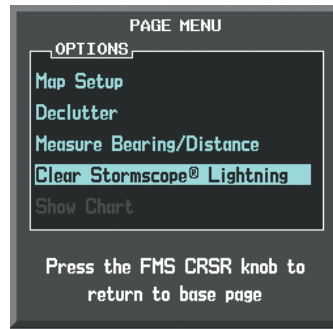 PAGE MENU
OPTIONS
Map Setup
Declutter
Measure Bearing/Distance
Clear Stormscope® Lightning
Show Chart
Press the FMS CRSR knob to
return to base page